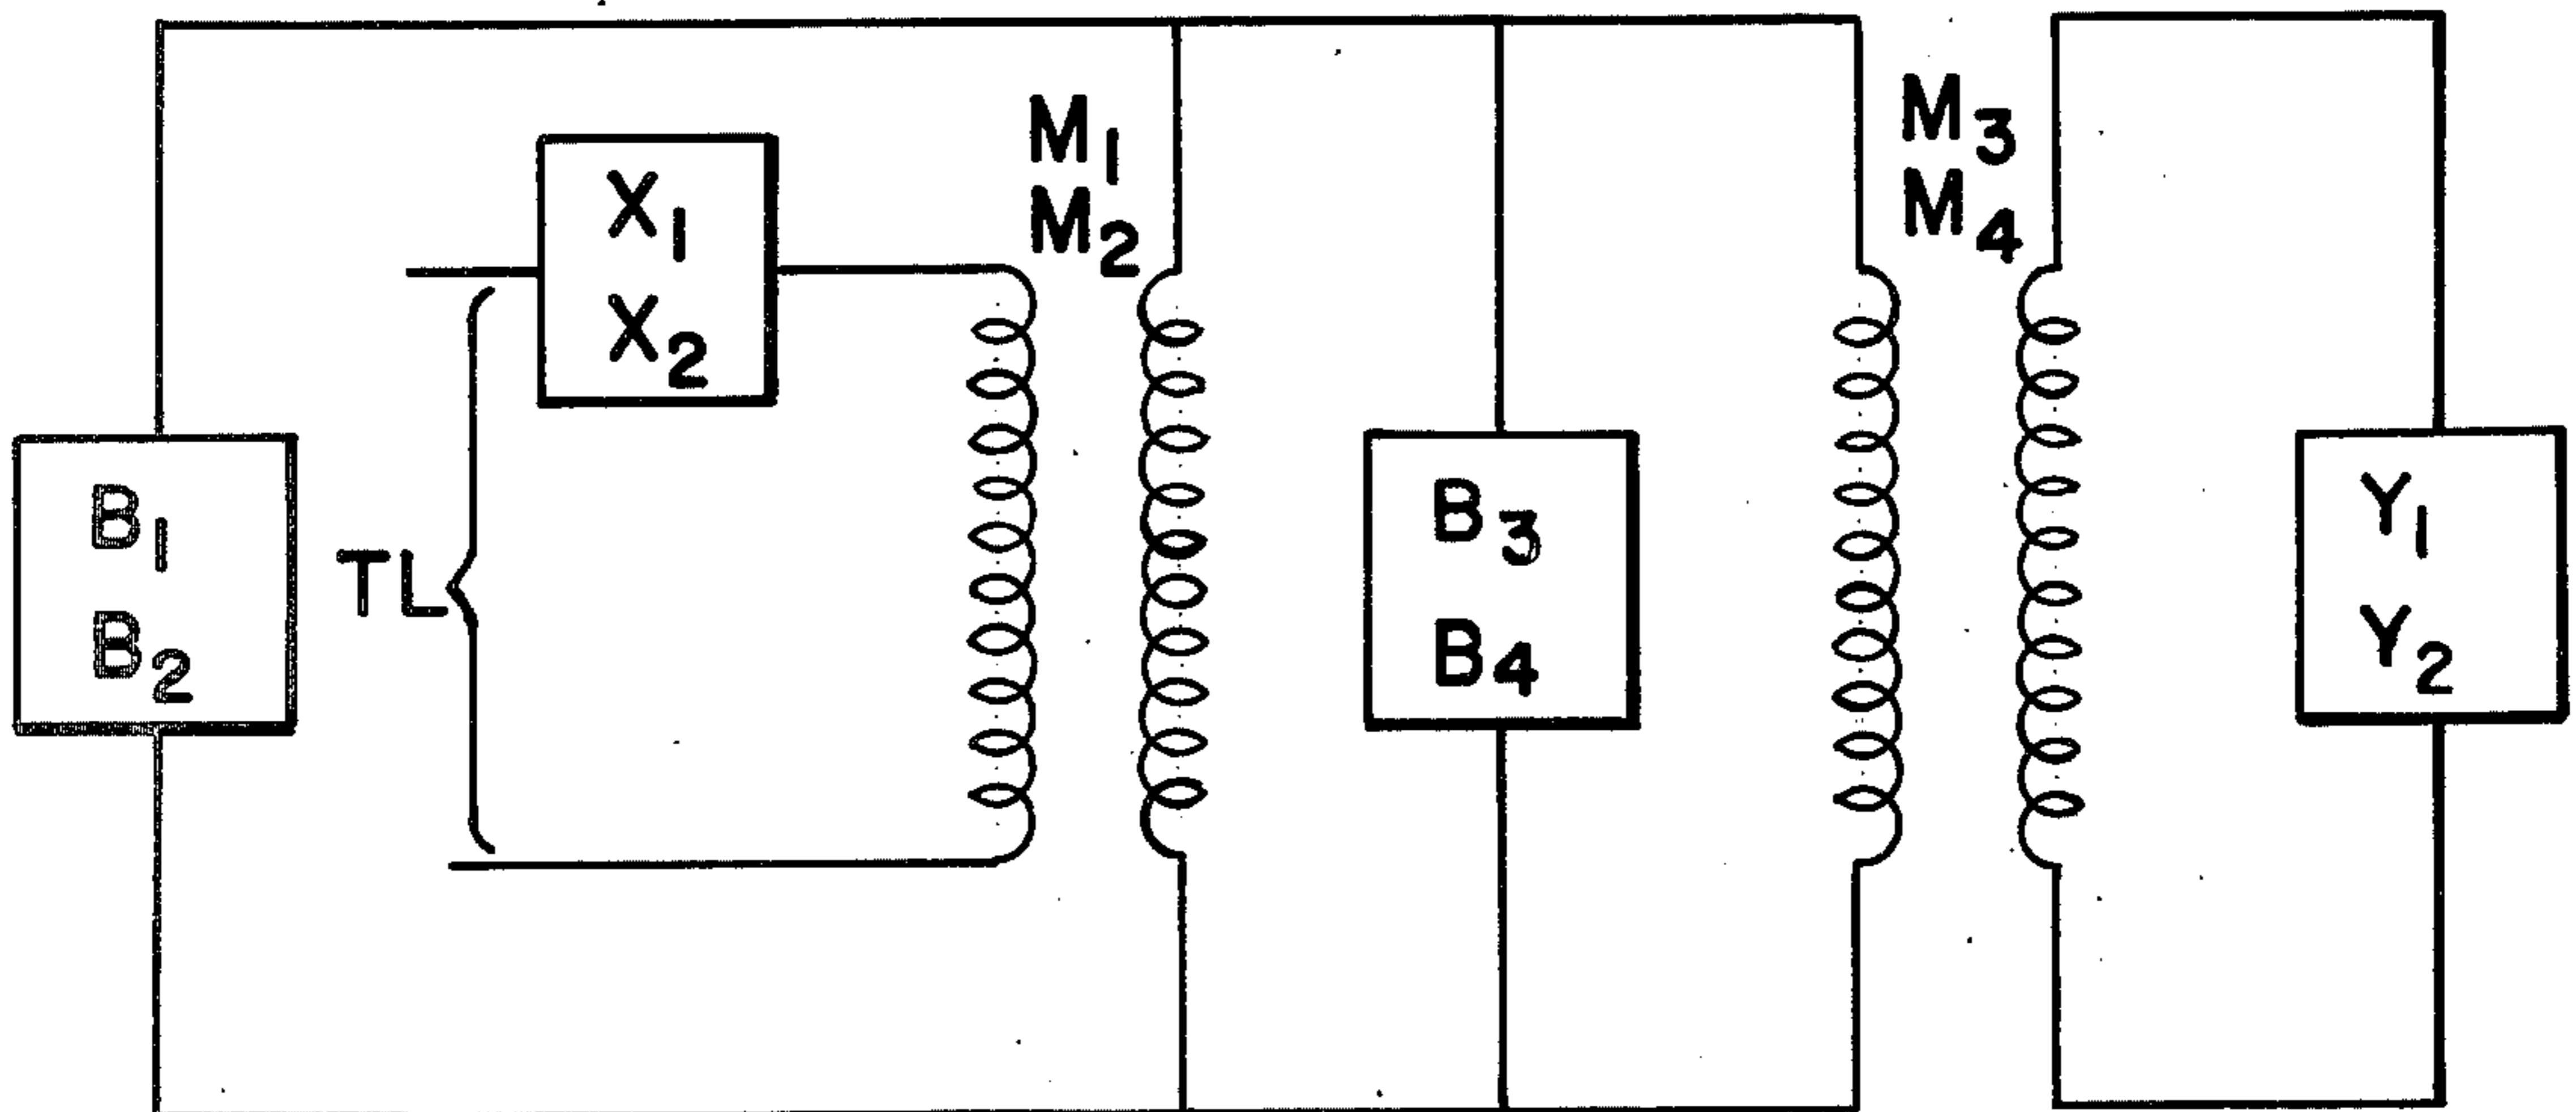 M₁
M₂
M₃
M₄
X₁
X₂
B₁
B₂
TL
B₃
B₄
Y₁
Y₂